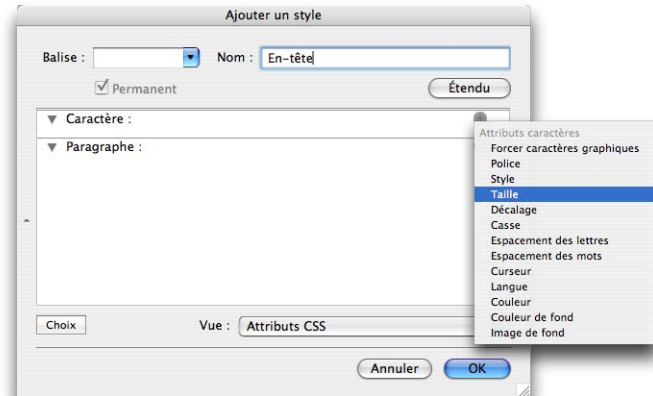 Ajouter un style
Balise : Nom : En-tête
Permanent Étendu
Caractère :
Paragraphe :
Attributs caractères
Forcer caractères graphiques
Police
Style
Taille
Décalage
Casse
Espacement des lettres
Espacement des mots
Curseur
Langue
Couleur
Couleur de fond
Image de fond
Choix Vue : Attributs CSS
Annuler OK